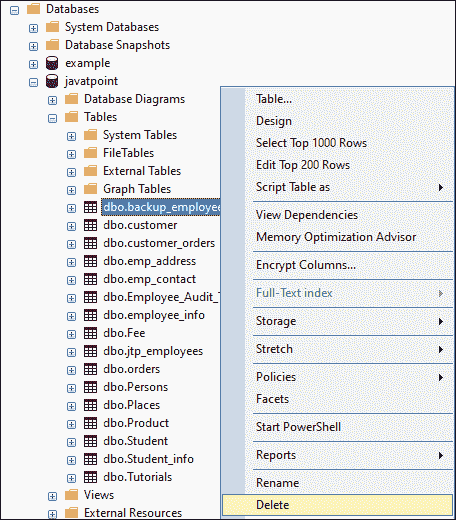 Databases
System Databases
Database Snapshots
example
javatpoint
Database Diagrams
Tables
System Tables
FileTables
External Tables
Graph Tables
dbo.backup_employee
dbo.customer
dbo.customer_orders
dbo.emp_address
dbo.emp_contact
dbo.Employee_Audit_
dbo.employee_info
dbo.Fee
dbo.jtp_employees
dbo.orders
dbo.Persons
dbo.Places
dbo.Product
dbo.Student
dbo.Student_info
dbo.Tutorials
Views
External Resources
Table...
Design
Select Top 1000 Rows
Edit Top 200 Rows
Script Table as
View Dependencies
Memory Optimization Advisor
Encrypt Columns...
Full-Text index
Storage
Stretch
Policies
Facets
Start PowerShell
Reports
Rename
Delete